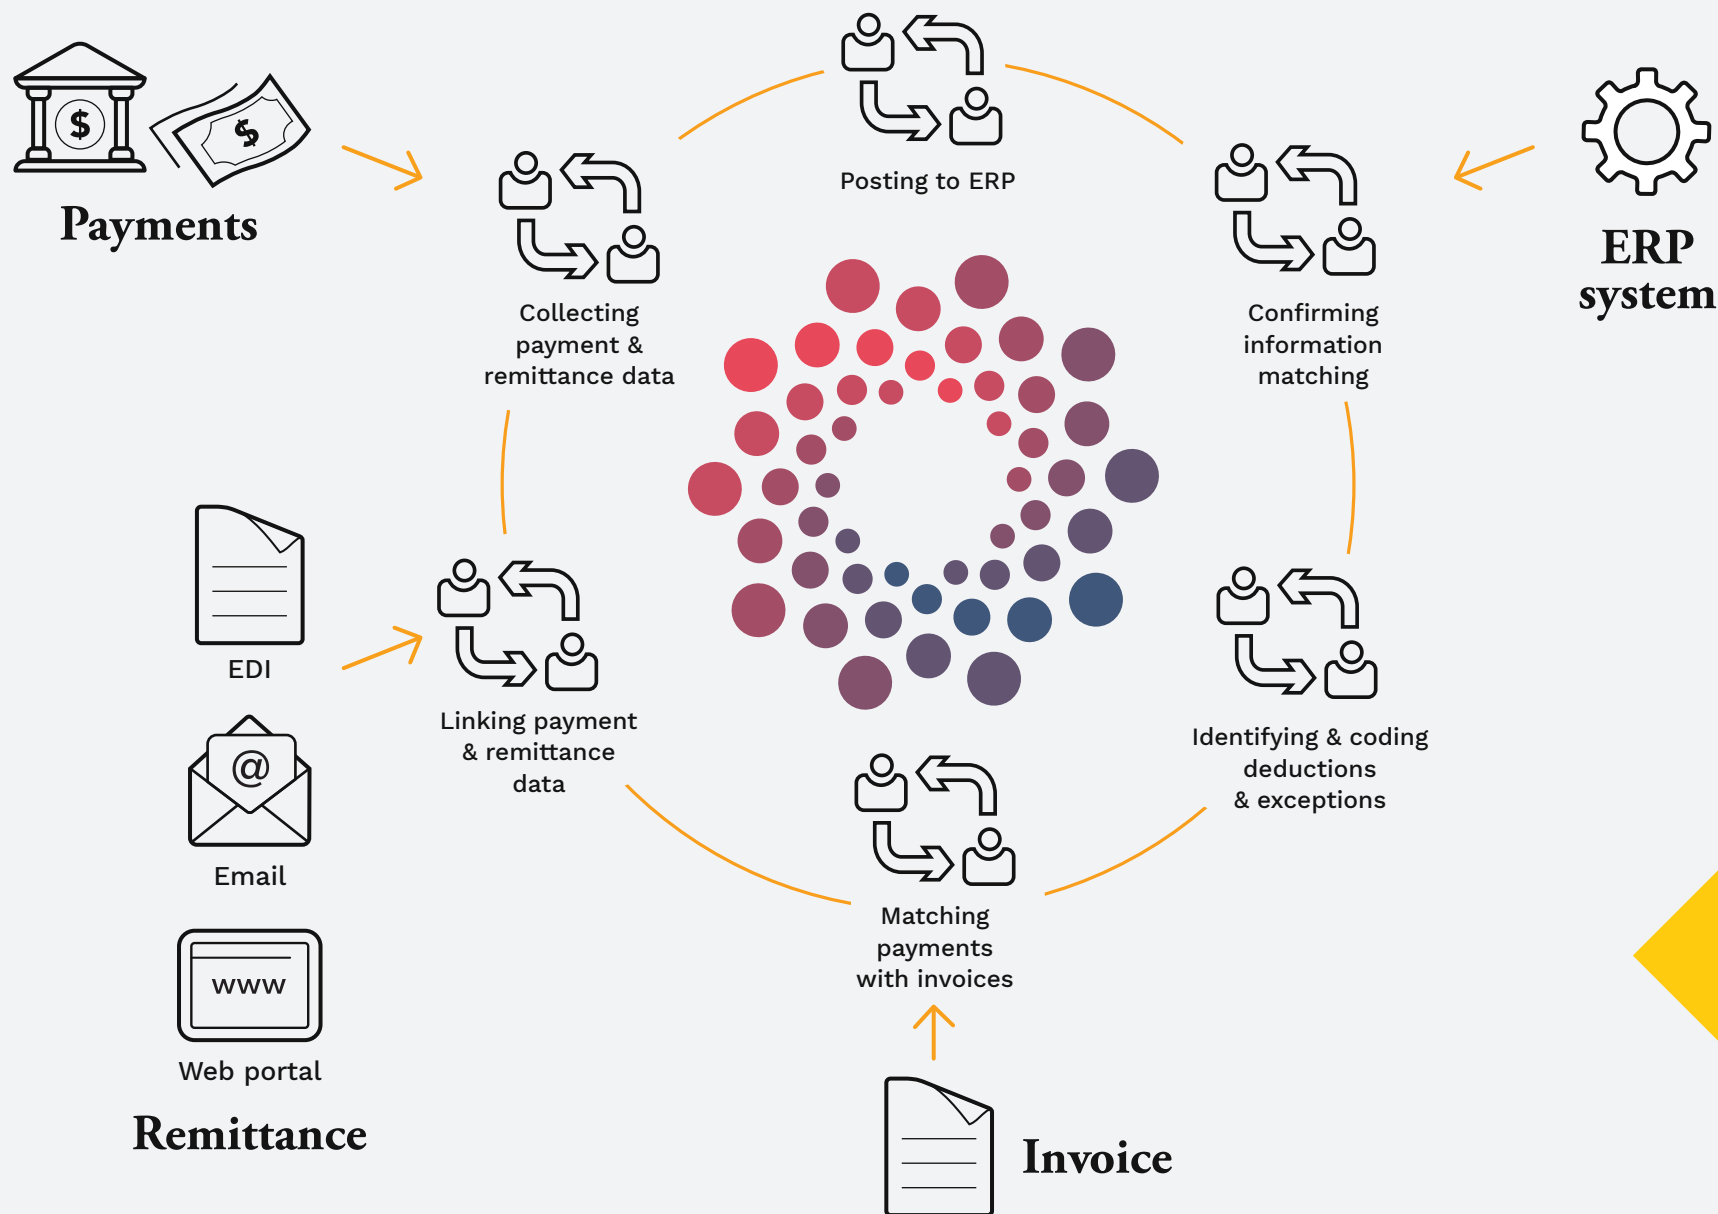 Payments
$
$
Posting to ERP
ERP
system
Collecting
payment &
remittance data
Confirming
information
matching
EDI
Linking payment
& remittance
data
Identifying & coding
deductions
& exceptions
@
Email
Matching
payments
with invoices
www
Web portal
Remittance
Invoice